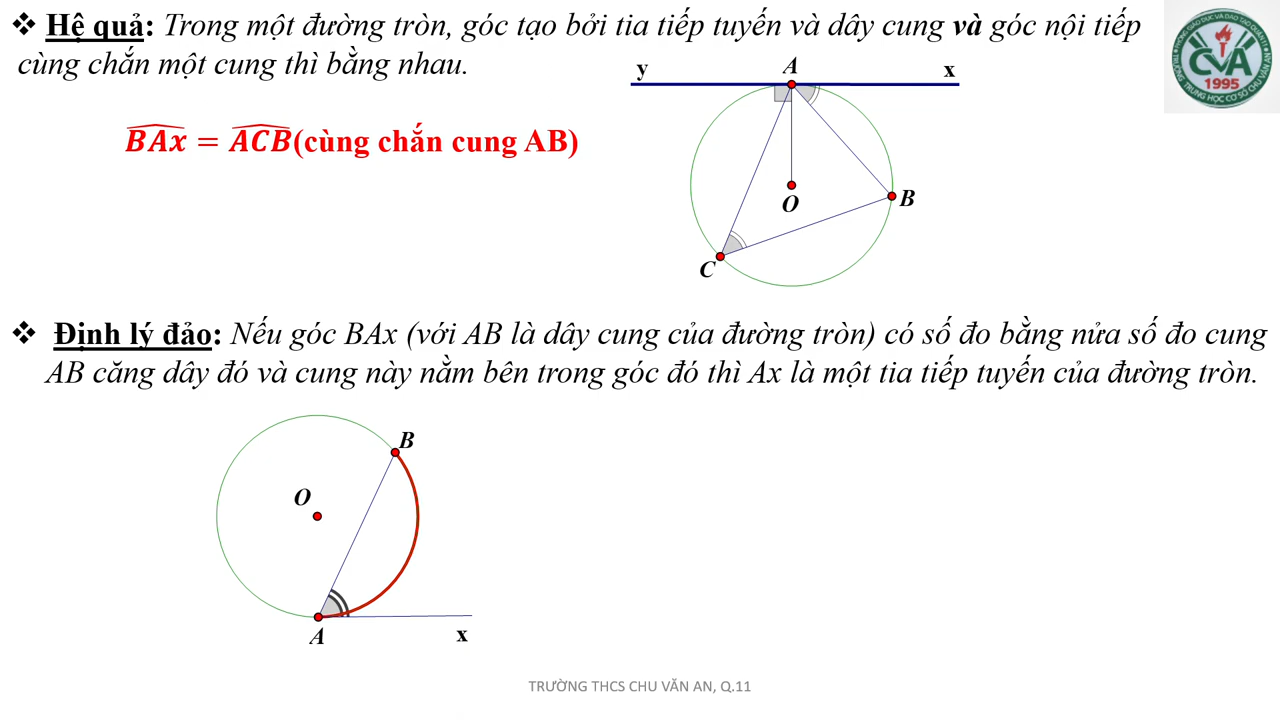 ❖ Hệ quả: Trong một đường tròn, góc tạo bởi tia tiếp tuyến và dây cung và góc nội tiếp
cùng chắn một cung thì bằng nhau.
y A x
CVA
1995
B͡Ax = A͡CB(cùng chắn cung AB)
O
B
C
❖ Định lý đảo: Nếu góc BAx (với AB là dây cung của đường tròn) có số đo bằng nửa số đo cung
AB căng dây đó và cung này nằm bên trong góc đó thì Ax là một tia tiếp tuyến của đường tròn.
B
O
A
x
TRƯỜNG THCS CHU VĂN AN, Q.11